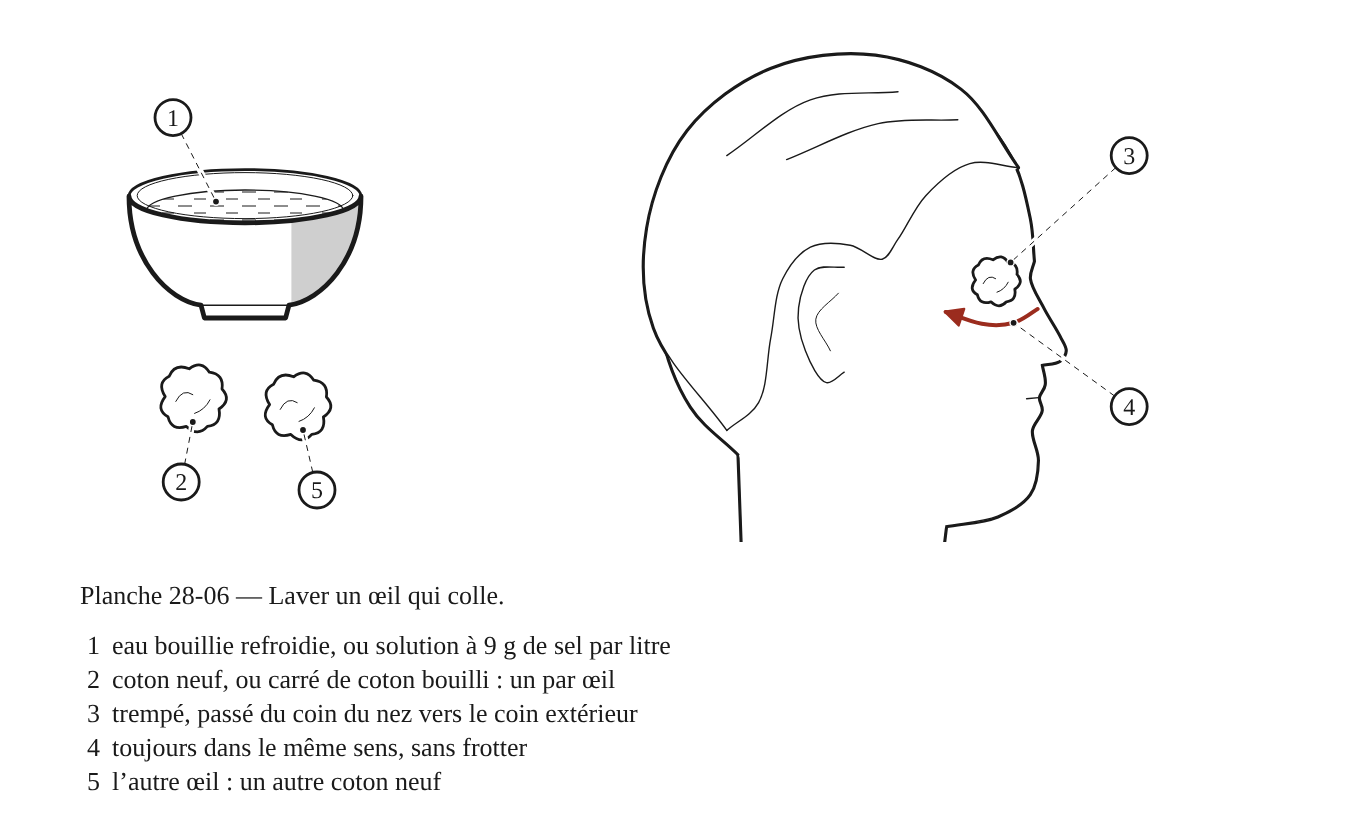 1
3
4
2
5
Planche 28-06 — Laver un œil qui colle.
1 eau bouillie refroidie, ou solution à 9 g de sel par litre
2 coton neuf, ou carré de coton bouilli : un par œil
3 trempé, passé du coin du nez vers le coin extérieur
4 toujours dans le même sens, sans frotter
5 l’autre œil : un autre coton neuf